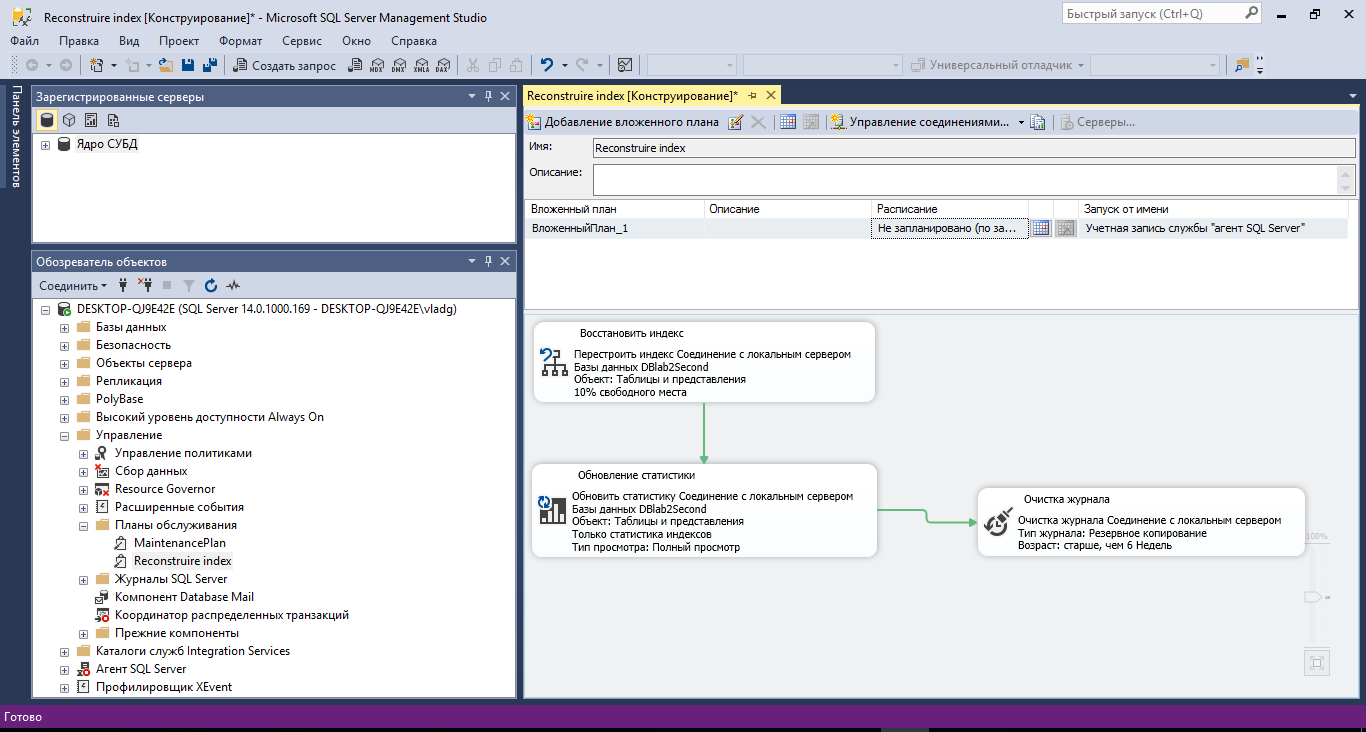 Reconstruire index [Конструирование]* - Microsoft SQL Server Management Studio
Быстрый запуск (Ctrl+Q)
Файл Правка Вид Проект Формат Сервис Окно Справка
Создать запрос
MDX DMX XMLA DAX
Универсальный отладчик
Панель элементов
Зарегистрированные серверы
Ядро СУБД
Обозреватель объектов
Соединить
DESKTOP-QJ9E42E (SQL Server 14.0.1000.169 - DESKTOP-QJ9E42E\vladg)
Базы данных
Безопасность
Объекты сервера
Репликация
PolyBase
Высокий уровень доступности Always On
Управление
Управление политиками
Сбор данных
Resource Governor
Расширенные события
Планы обслуживания
MaintenancePlan
Reconstruire index
Журналы SQL Server
Компонент Database Mail
Координатор распределенных транзакций
Прежние компоненты
Каталоги служб Integration Services
Агент SQL Server
Профилировщик XEvent
Reconstruire index [Конструирование]*
Добавление вложенного плана
Управление соединениями...
Серверы...
Имя: Reconstruire index
Описание:
Вложенный план Описание Расписание Запуск от имени
ВложенныйПлан_1 Не запланировано (по за... Учетная запись службы "агент SQL Server"
Восстановить индекс
Перестроить индекс Соединение с локальным сервером
Базы данных DBlab2Second
Объект: Таблицы и представления
10% свободного места
Обновление статистики
Обновить статистику Соединение с локальным сервером
Базы данных DBlab2Second
Объект: Таблицы и представления
Только статистика индексов
Тип просмотра: Полный просмотр
Очистка журнала
Очистка журнала Соединение с локальным сервером
Тип журнала: Резервное копирование
Возраст: старше, чем 6 Недель
100%
Готово